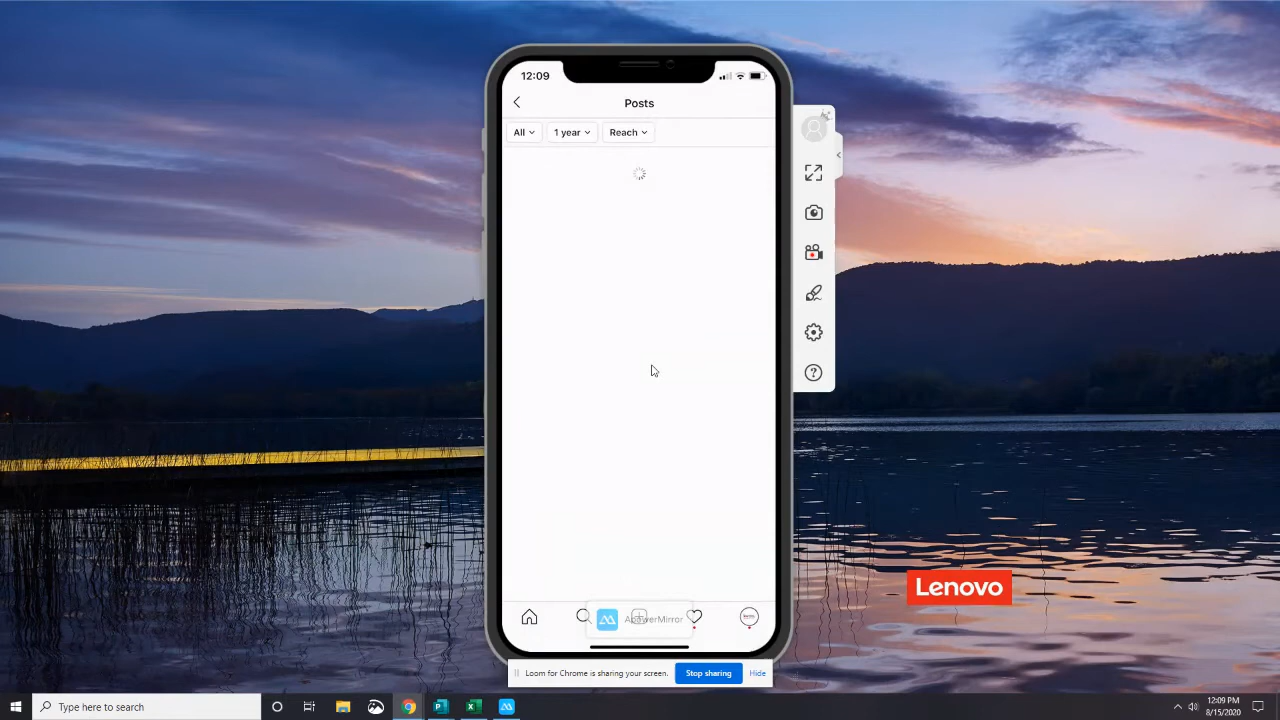 12:09
Posts
All
1 year
Reach
ApowerMirror
Loom for Chrome is sharing your screen.
Stop sharing
Hide
Lenovo
Type here to search
12:09 PM
8/15/2020